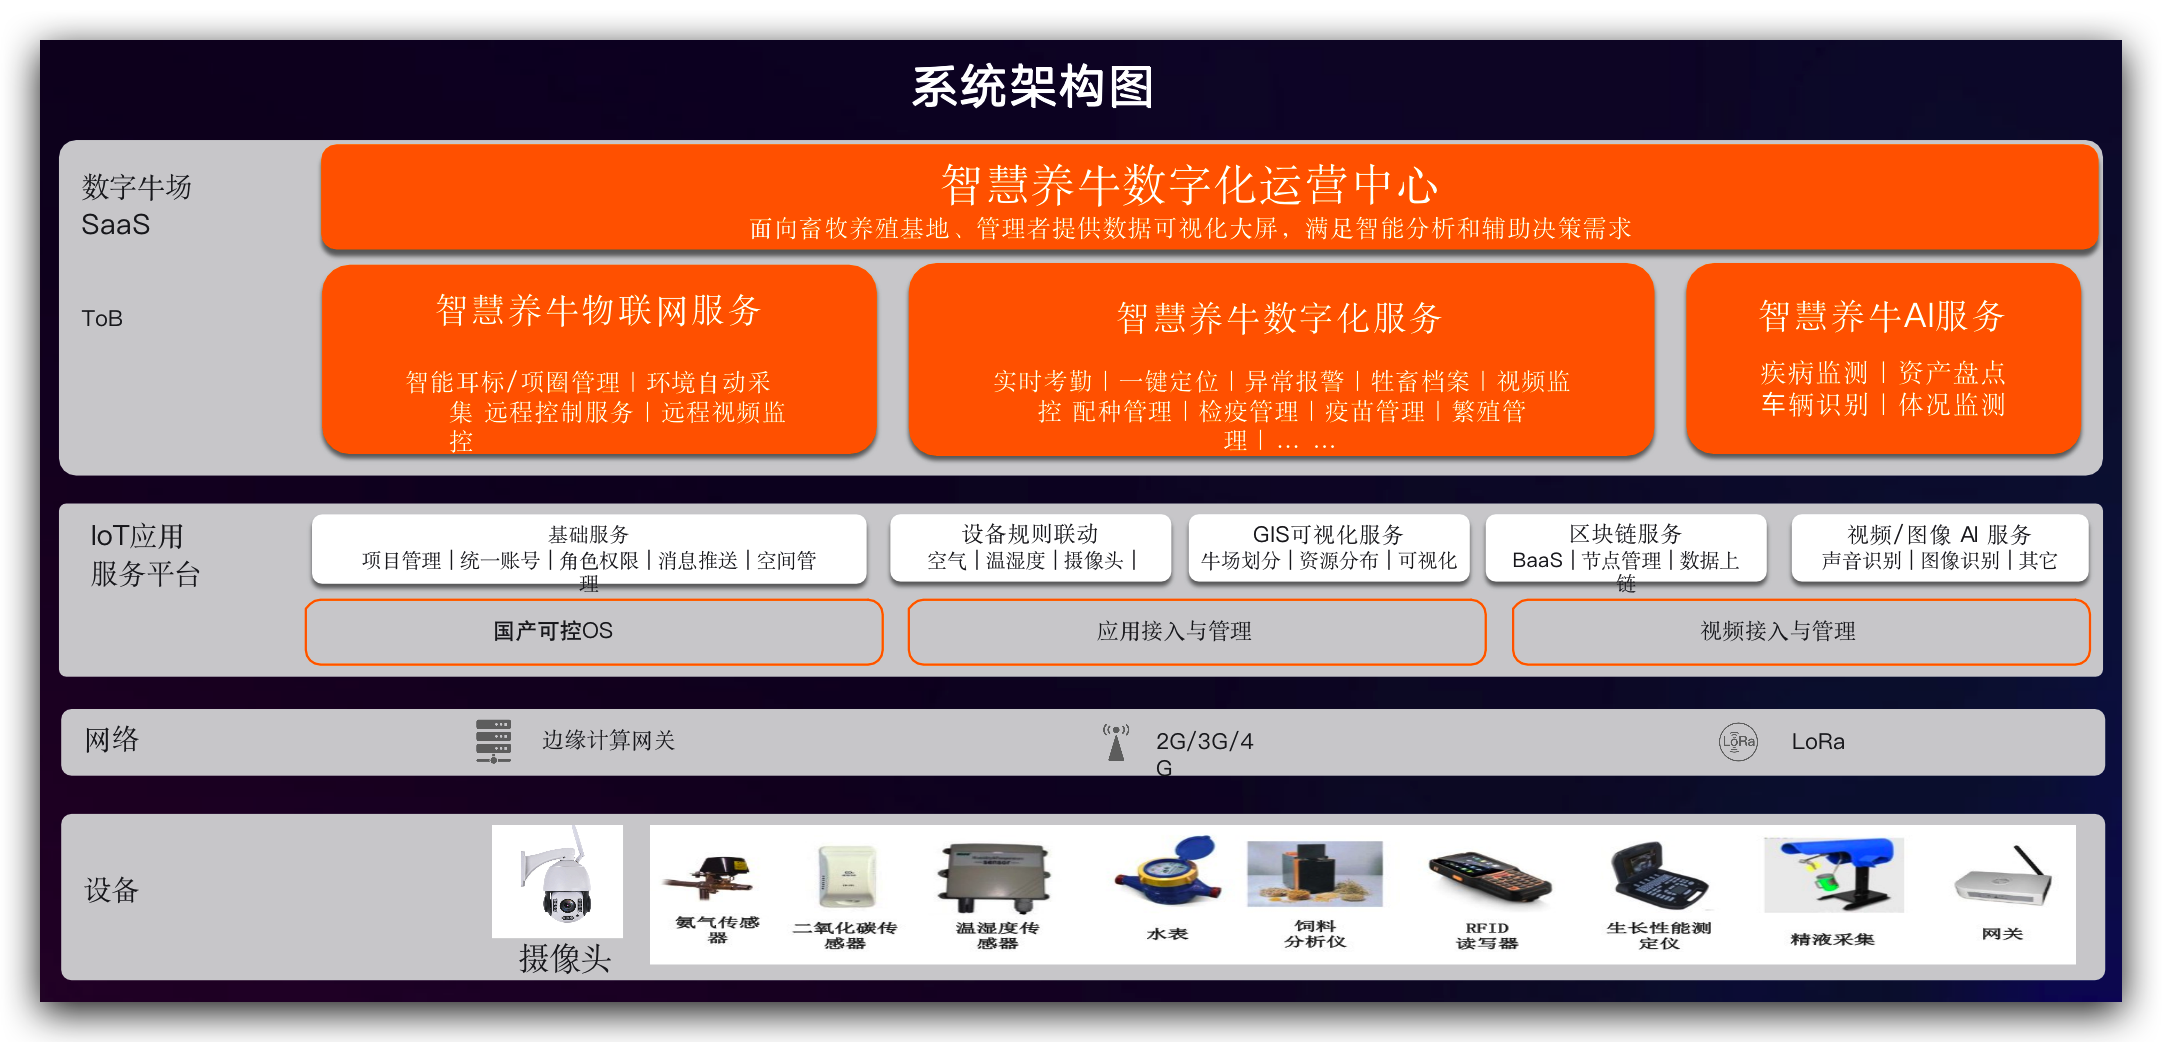 系统架构图
数字牛场
SaaS
智慧养牛数字化运营中心
面向畜牧养殖基地、管理者提供数据可视化大屏，满足智能分析和辅助决策需求
ToB
智慧养牛物联网服务
智能耳标/项圈管理 | 环境自动采
集 远程控制服务 | 远程视频监
控
智慧养牛数字化服务
实时考勤 | 一键定位 | 异常报警 | 牲畜档案 | 视频监
控 配种管理 | 检疫管理 | 疫苗管理 | 繁殖管
理 | … …
智慧养牛AI服务
疾病监测 | 资产盘点
车辆识别 | 体况监测
IoT应用
服务平台
基础服务
项目管理 | 统一账号 | 角色权限 | 消息推送 | 空间管
理
设备规则联动
空气 | 温湿度 | 摄像头 |
GIS可视化服务
牛场划分 | 资源分布 | 可视化
区块链服务
BaaS | 节点管理 | 数据上
链
视频/图像 AI 服务
声音识别 | 图像识别 | 其它
国产可控OS
应用接入与管理
视频接入与管理
网络
边缘计算网关
2G/3G/4
G
LoRa
LoRa
设备
摄像头
氨气传感
器
二氧化碳传
感器
温湿度传
感器
水表
饲料
分析仪
RFID
读写器
生长性能测
定仪
精液采集
网关